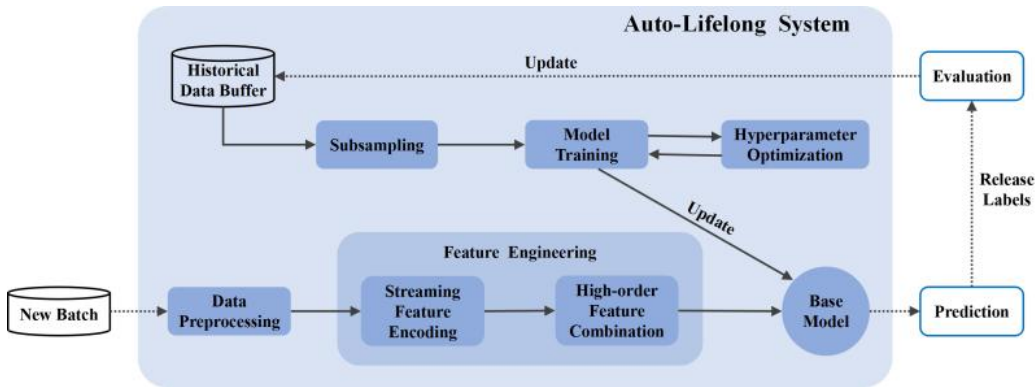 Auto-Lifelong System
Historical
Data Buffer
Update
Evaluation
Subsampling
Model
Training
Hyperparameter
Optimization
Release
Labels
Update
Feature Engineering
New Batch
Data
Preprocessing
Streaming
Feature
Encoding
High-order
Feature
Combination
Base
Model
Prediction